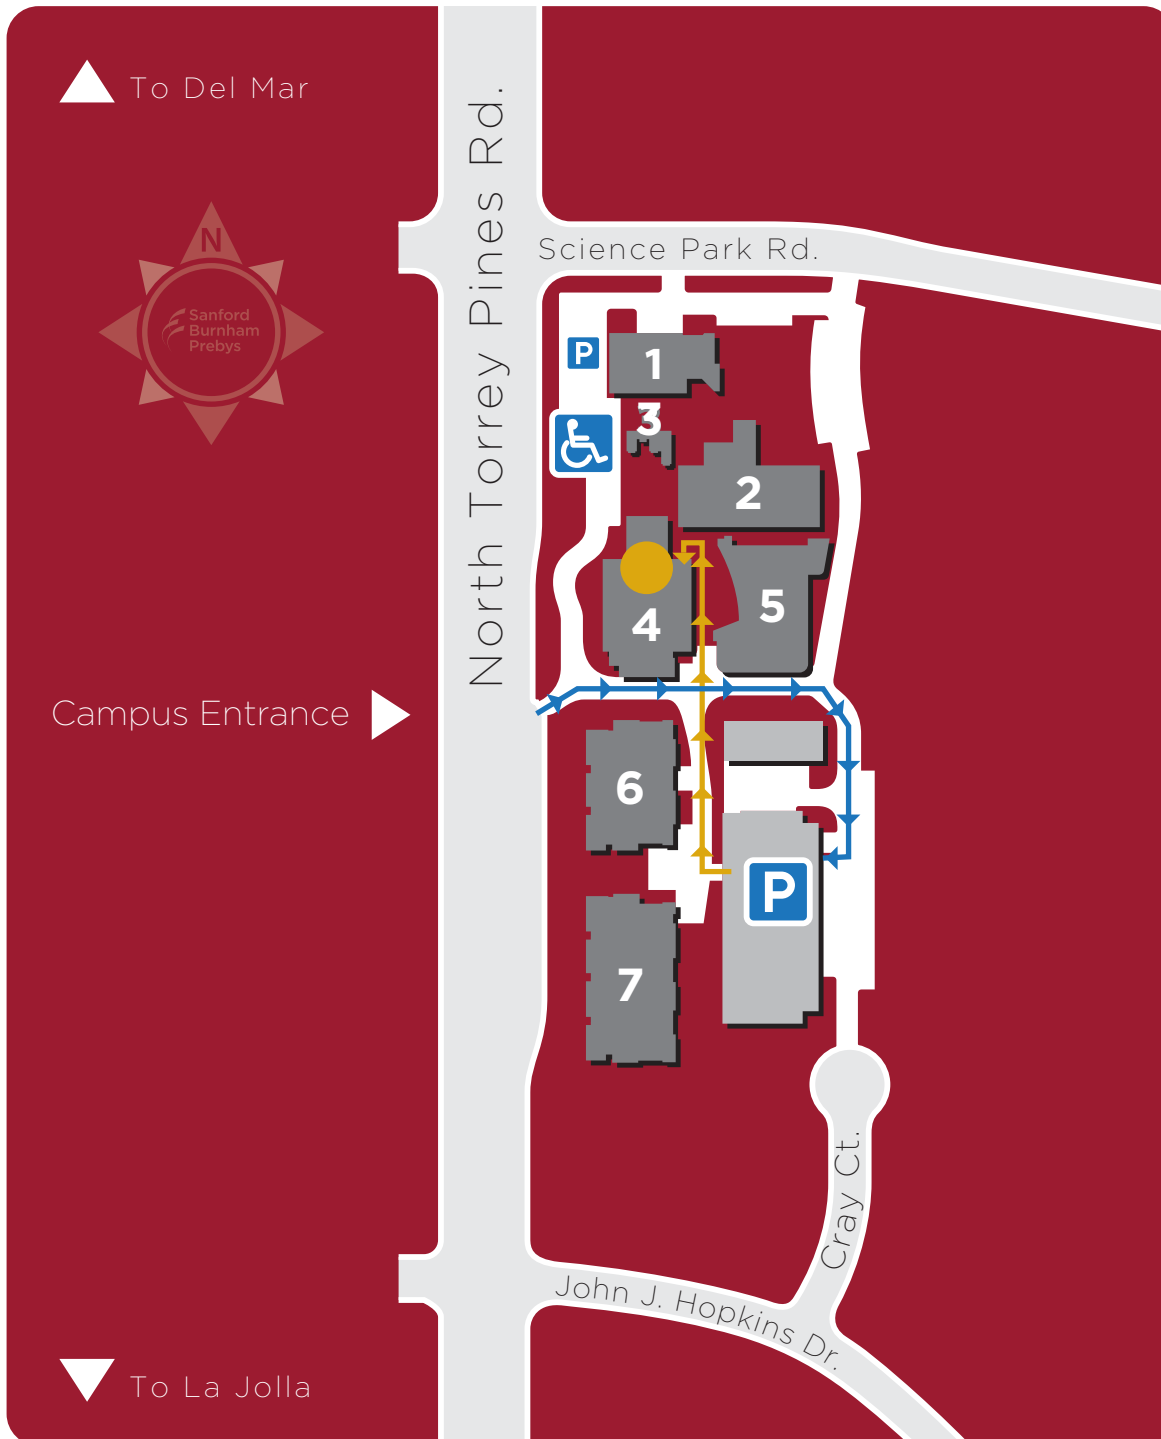 To Del Mar
N
Sanford
Burnham
Prebys
North Torrey Pines Rd.
Science Park Rd.
P
1
3
2
4
5
Campus Entrance
6
P
7
Cray Ct.
John J. Hopkins Dr.
To La Jolla